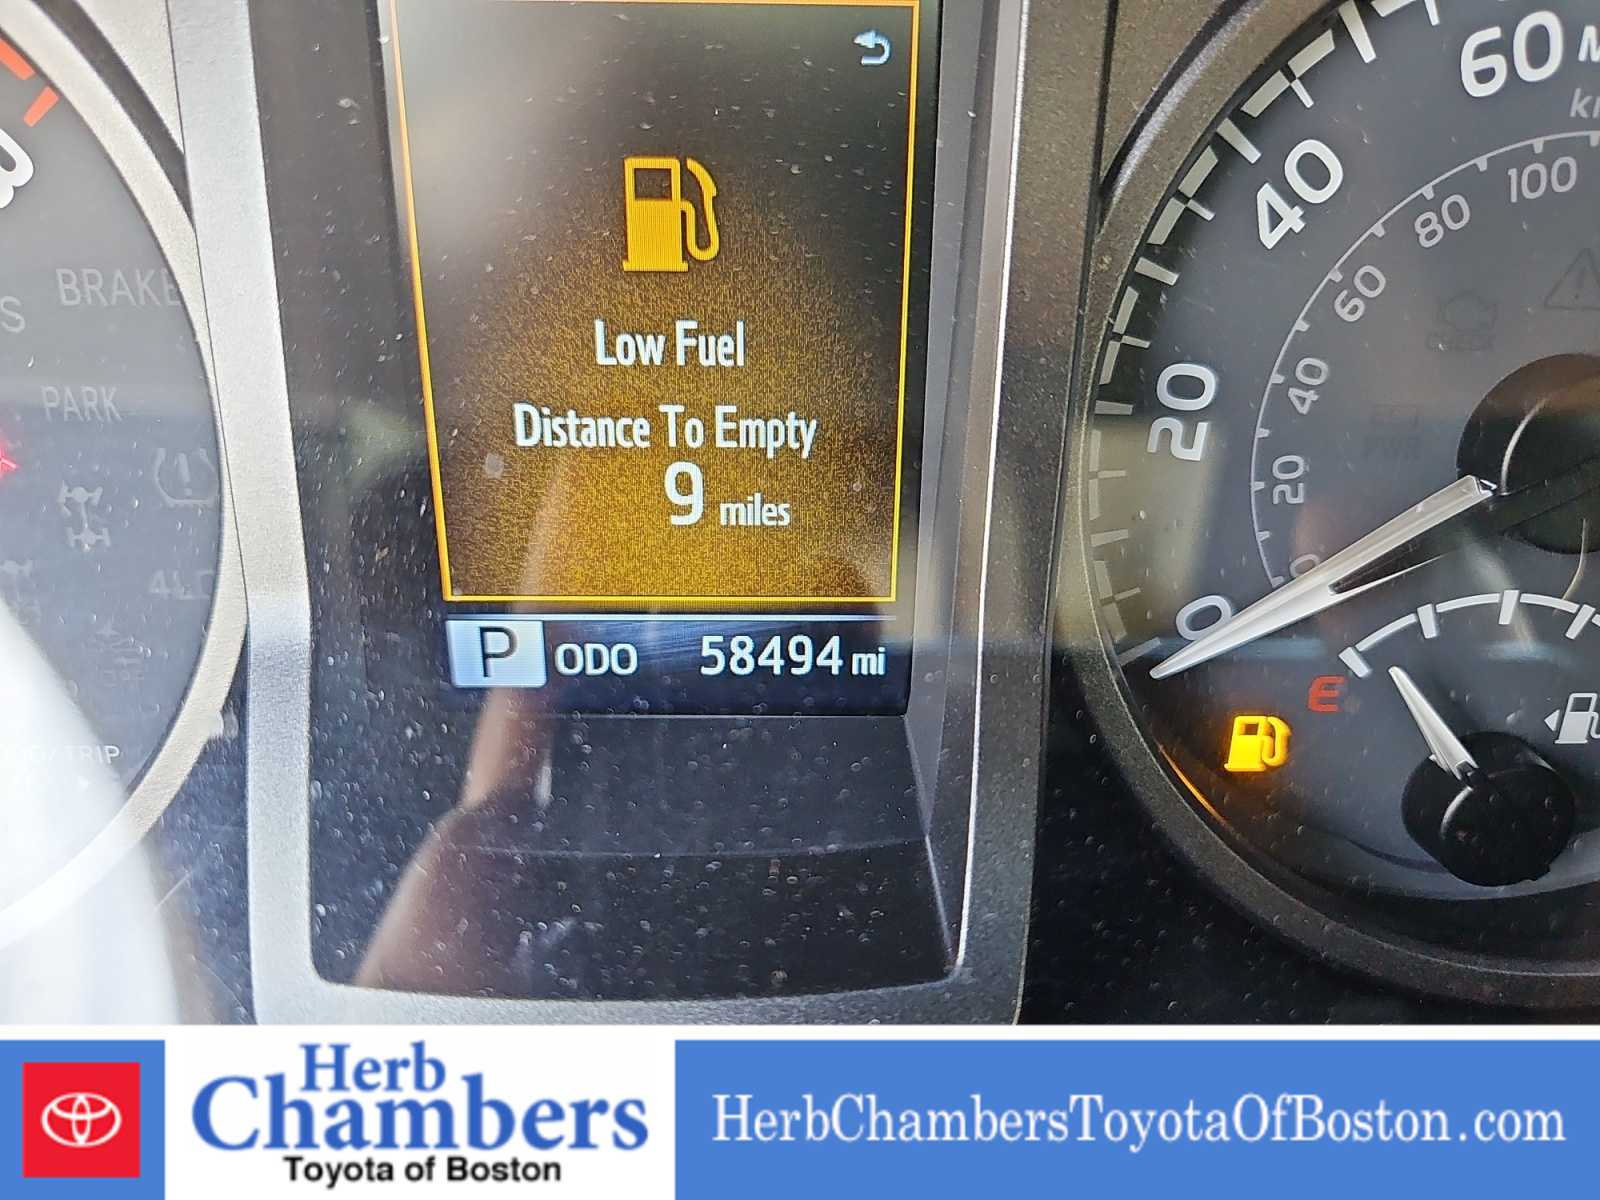 BRAKE
S
PARK
TRIP
Low Fuel
Distance To Empty
9 miles
P ODO 58494 mi
60
40
20
0
100
80
60
40
20
E
Herb
Chambers
Toyota of Boston
HerbChambersToyotaOfBoston.com